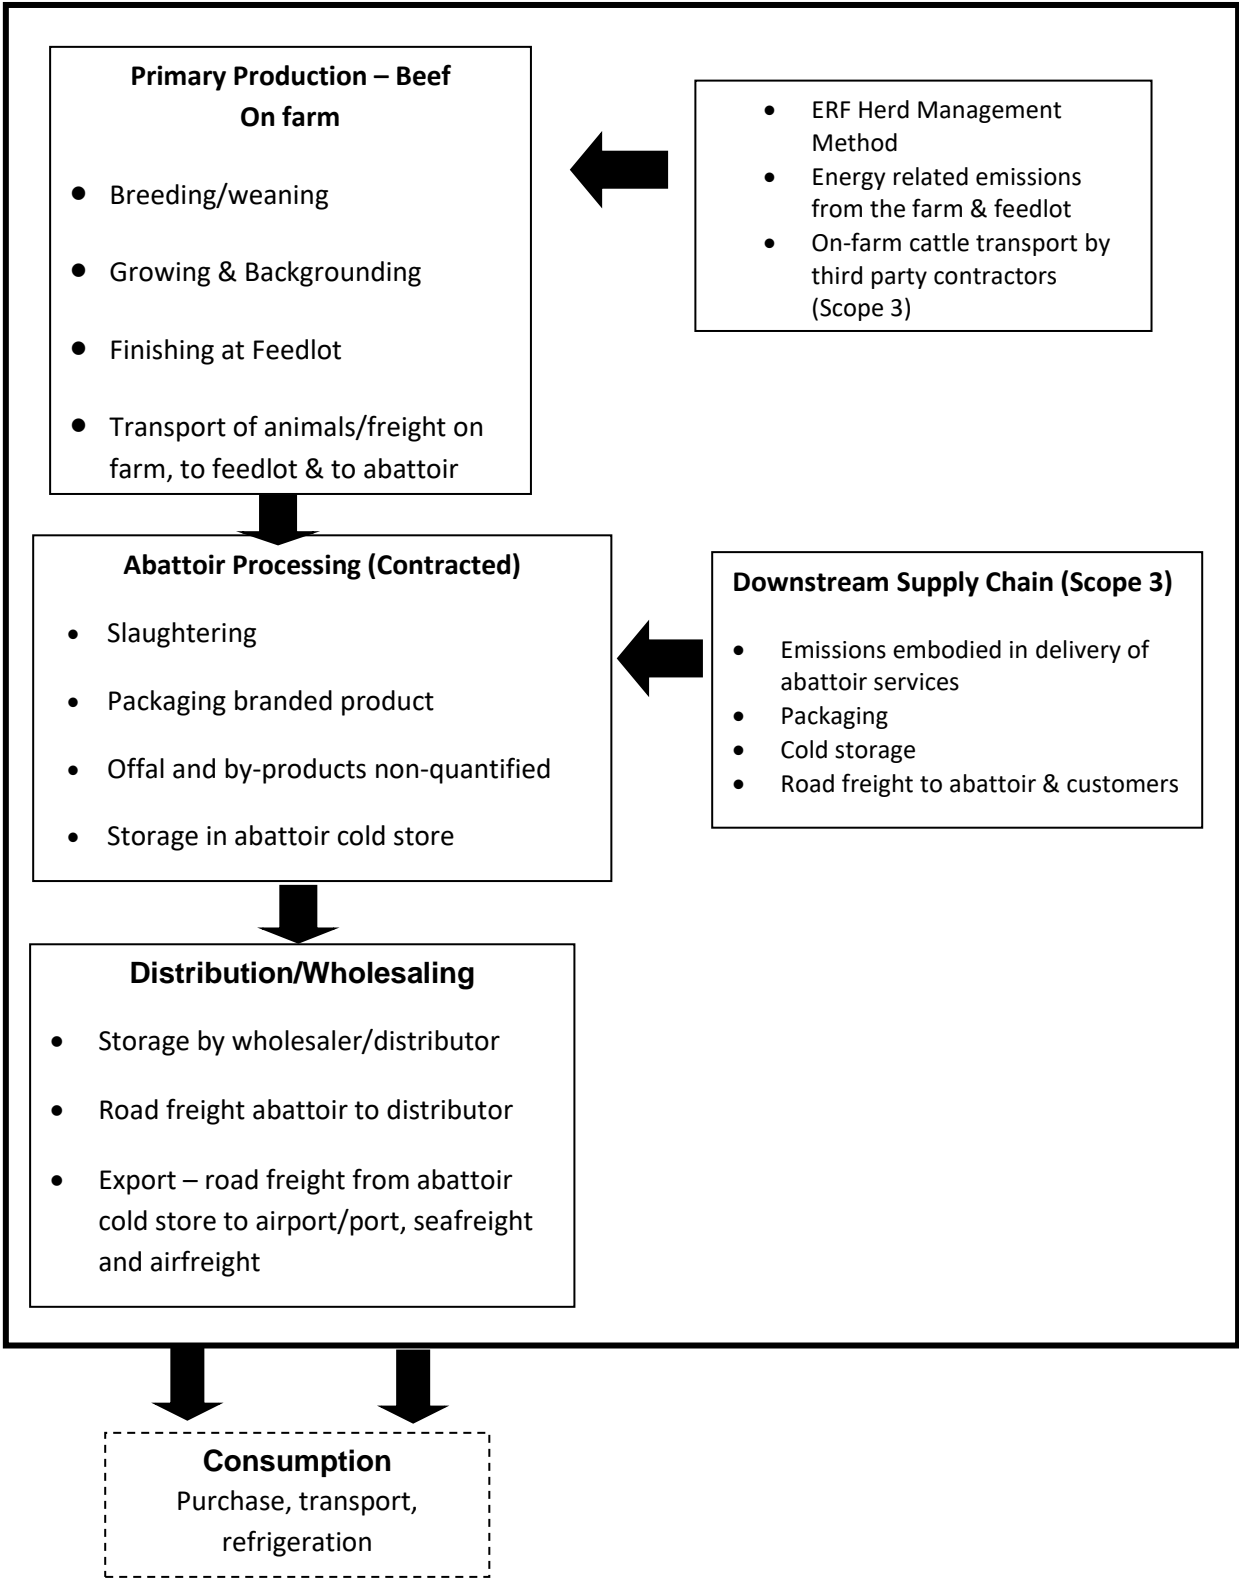 Primary Production – Beef
On farm
• Breeding/weaning
• Growing & Backgrounding
• Finishing at Feedlot
• Transport of animals/freight on
farm, to feedlot & to abattoir
• ERF Herd Management
Method
• Energy related emissions
from the farm & feedlot
• On-farm cattle transport by
third party contractors
(Scope 3)
Abattoir Processing (Contracted)
• Slaughtering
• Packaging branded product
• Offal and by-products non-quantified
• Storage in abattoir cold store
Downstream Supply Chain (Scope 3)
• Emissions embodied in delivery of
abattoir services
• Packaging
• Cold storage
• Road freight to abattoir & customers
Distribution/Wholesaling
• Storage by wholesaler/distributor
• Road freight abattoir to distributor
• Export – road freight from abattoir
cold store to airport/port, seafreight
and airfreight
Consumption
Purchase, transport,
refrigeration